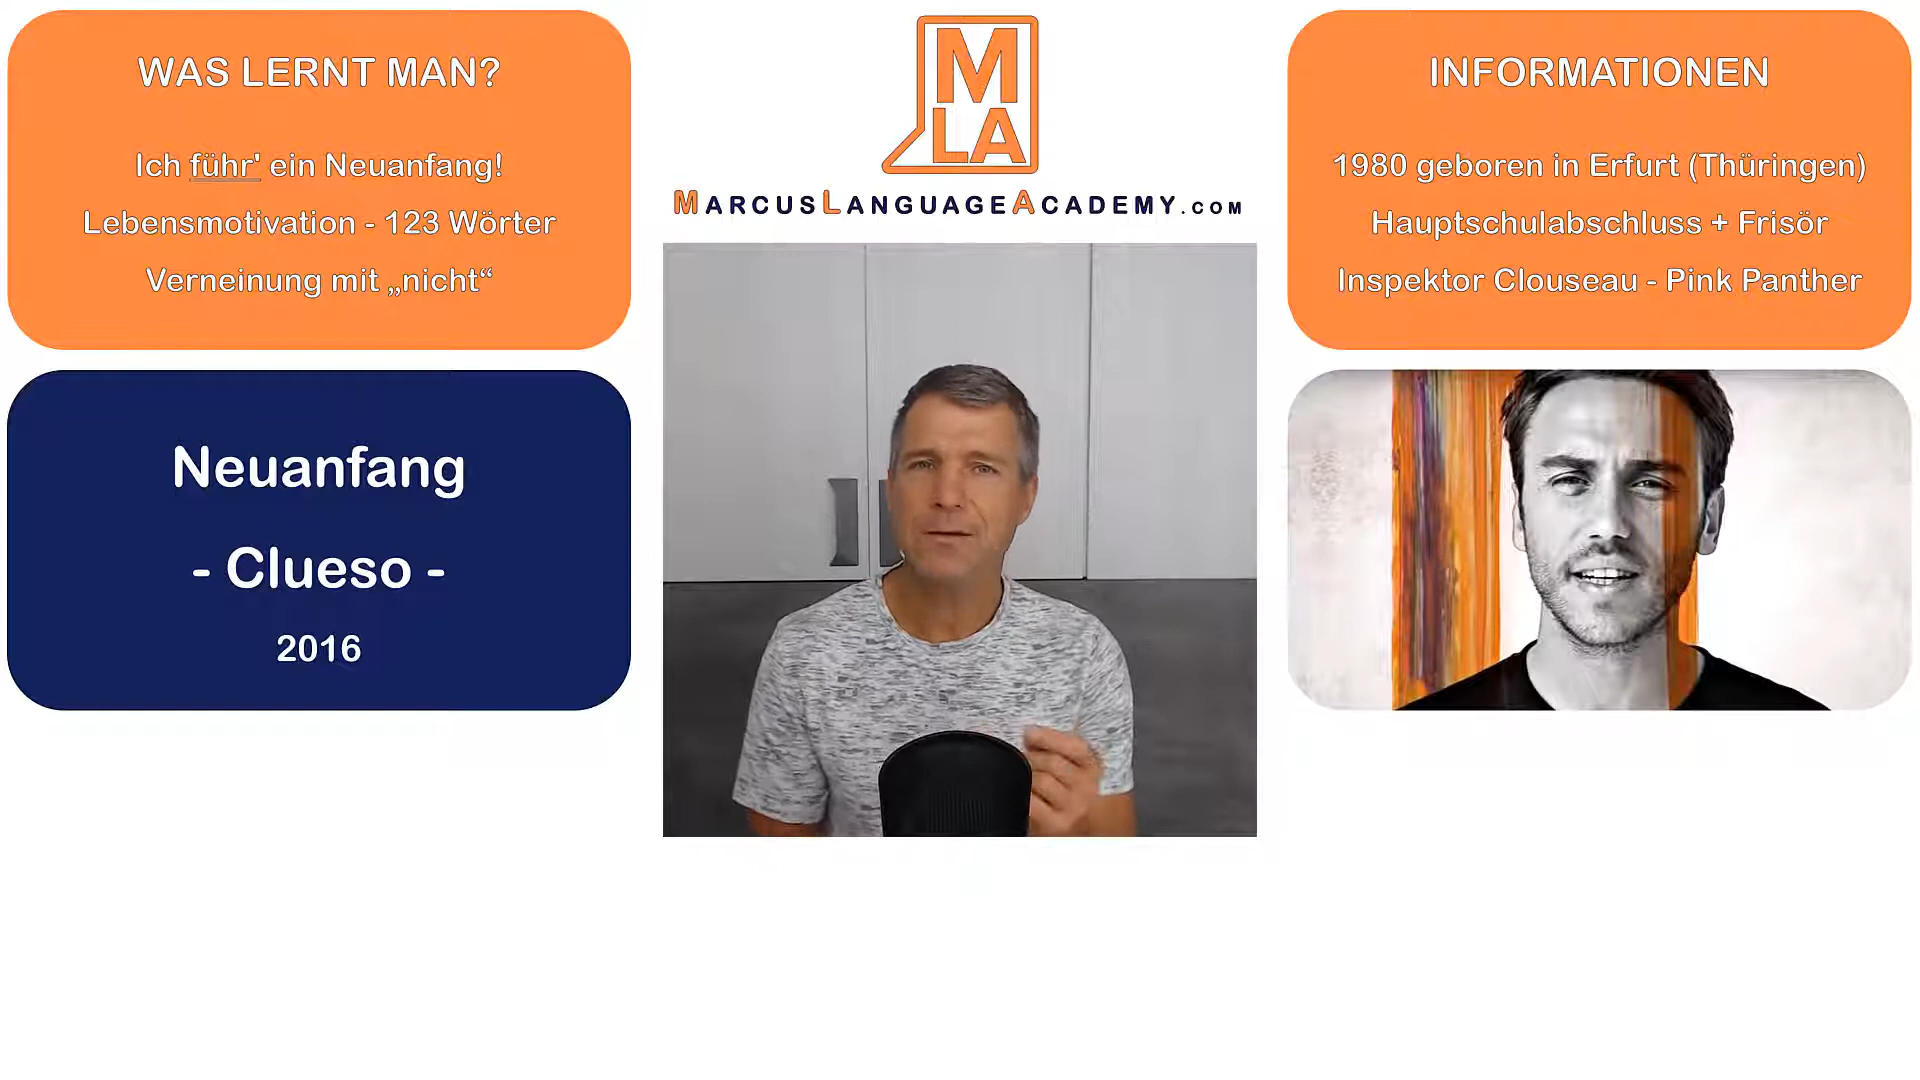 WAS LERNT MAN?
Ich führ' ein Neuanfang!
Lebensmotivation - 123 Wörter
Verneinung mit „nicht“
Neuanfang
- Clueso -
2016
M
LA
MARCUSLANGUAGEACADEMY.COM
INFORMATIONEN
1980 geboren in Erfurt (Thüringen)
Hauptschulabschluss + Frisör
Inspektor Clouseau - Pink Panther